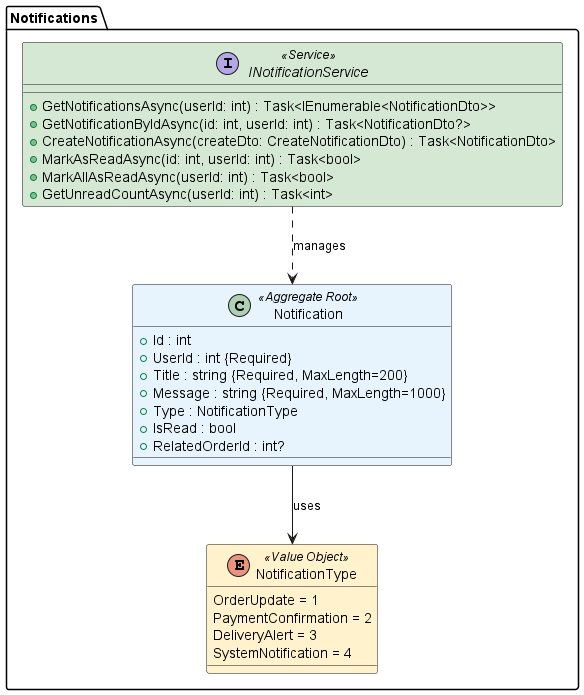 Notifications
I
«Service»
INotificationService
GetNotificationsAsync(userId: int) : Task<IEnumerable<NotificationDto>>
GetNotificationByIdAsync(id: int, userId: int) : Task<NotificationDto?>
CreateNotificationAsync(createDto: CreateNotificationDto) : Task<NotificationDto>
MarkAsReadAsync(id: int, userId: int) : Task<bool>
MarkAllAsReadAsync(userId: int) : Task<bool>
GetUnreadCountAsync(userId: int) : Task<int>
manages
C
«Aggregate Root»
Notification
Id : int
UserId : int {Required}
Title : string {Required, MaxLength=200}
Message : string {Required, MaxLength=1000}
Type : NotificationType
IsRead : bool
RelatedOrderId : int?
uses
E
«Value Object»
NotificationType
OrderUpdate = 1
PaymentConfirmation = 2
DeliveryAlert = 3
SystemNotification = 4